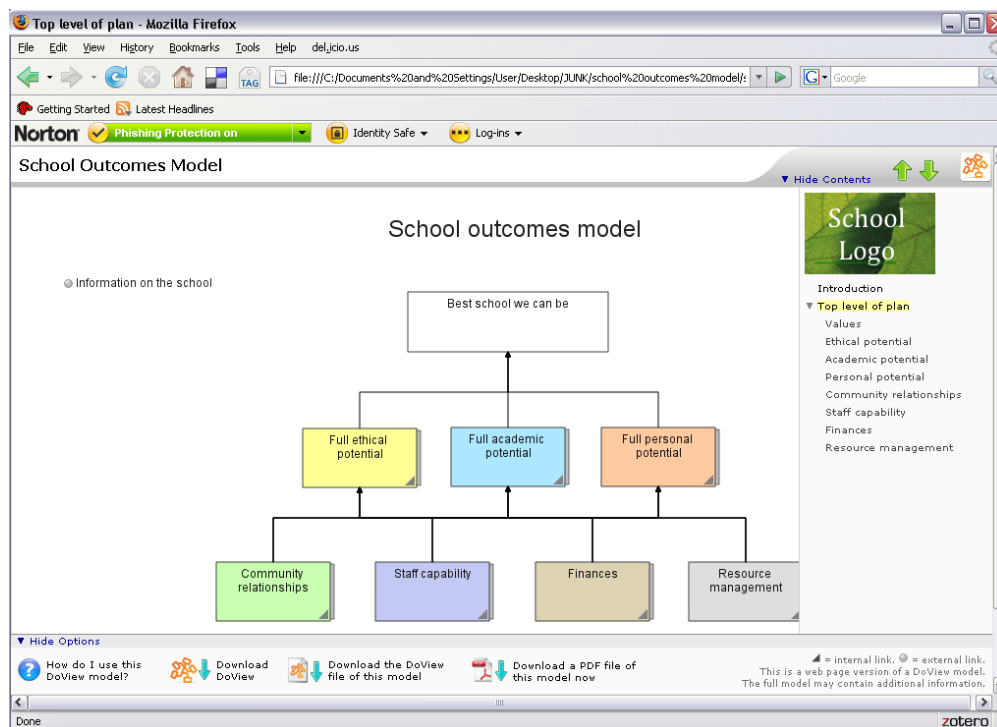 Top level of plan - Mozilla Firefox
File Edit View History Bookmarks Tools Help del.icio.us
TAG
file:///C:/Documents%20and%20Settings/User/Desktop/JUNK/school%20outcomes%20model/s
G
Google
Getting Started Latest Headlines
Norton Phishing Protection on Identity Safe Log-ins
School Outcomes Model
Hide Contents
School outcomes model
Information on the school
Best school we can be
Full ethical
potential
Full academic
potential
Full personal
potential
Community
relationships
Staff capability
Finances
Resource
management
School
Logo
Introduction
Top level of plan
Values
Ethical potential
Academic potential
Personal potential
Community relationships
Staff capability
Finances
Resource management
Hide Options
How do I use this
DoView model?
Download
DoView
Download the DoView
file of this model
Download a PDF file of
this model now
= internal link. = external link.
This is a web page version of a DoView model.
The full model may contain additional information.
Done
zotero